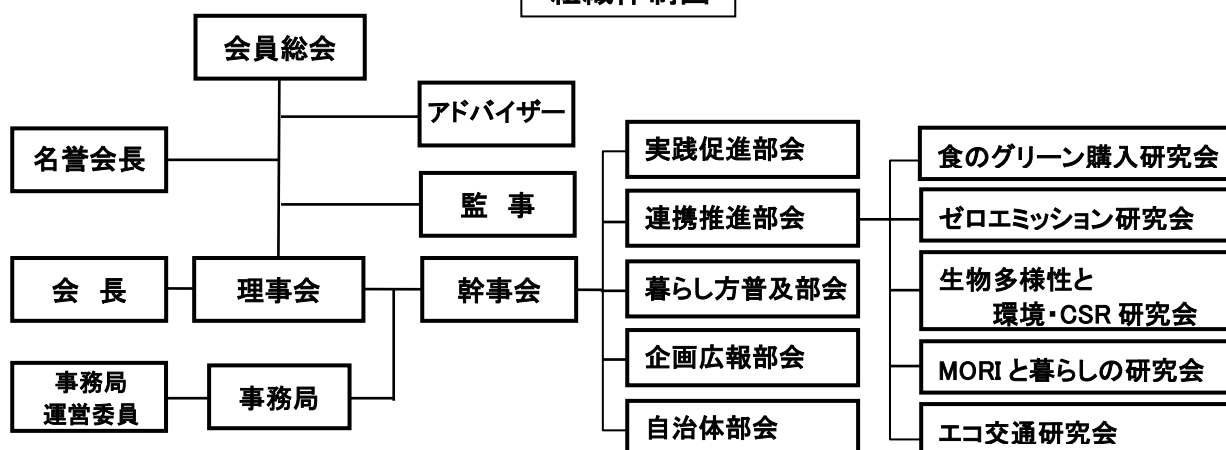 組織体制図
会員総会
アドバイザー
名誉会長
監 事
会 長
理事会
幹事会
事務局
運営委員
事務局
実践促進部会
連携推進部会
暮らし方普及部会
企画広報部会
自治体部会
食のグリーン購入研究会
ゼロエミッション研究会
生物多様性と
環境・CSR 研究会
MORI と暮らしの研究会
エコ交通研究会